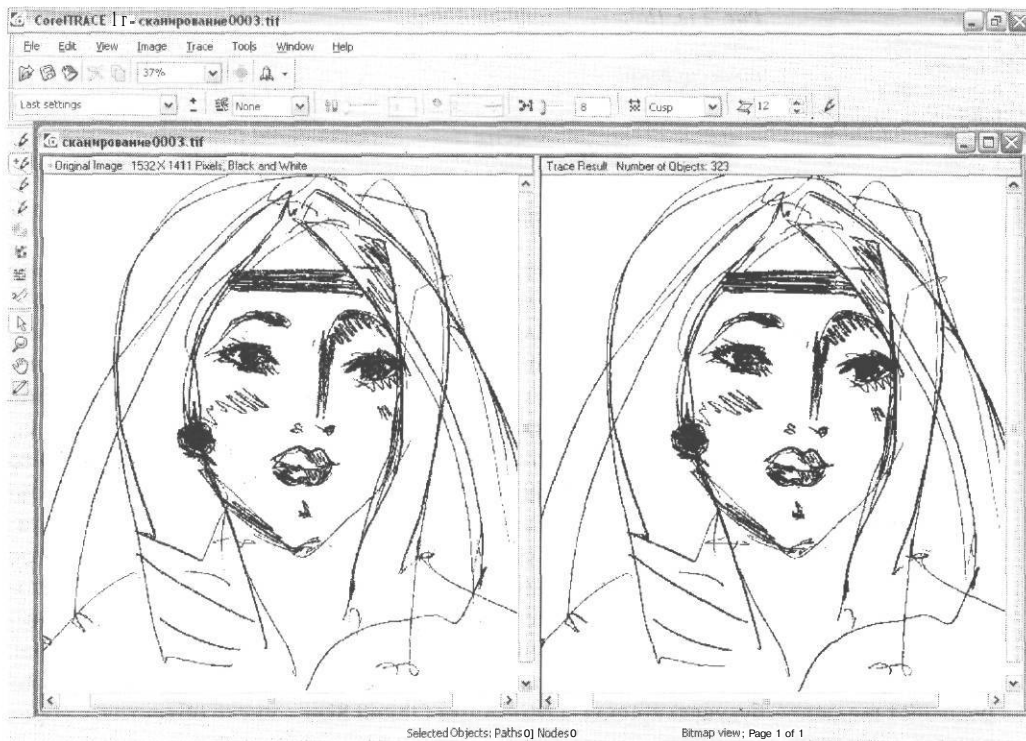 CorelTRACE - сканирование0003.tif
File Edit View Image Trace Tools Window Help
37%
Last settings None 8 Cusp 12
сканирование0003.tif
Original Image: 1532 X 1411 Pixels, Black and White
Trace Result Number of Objects: 323
Selected Objects: Paths 0] Nodes 0 Bitmap view; Page 1 of 1